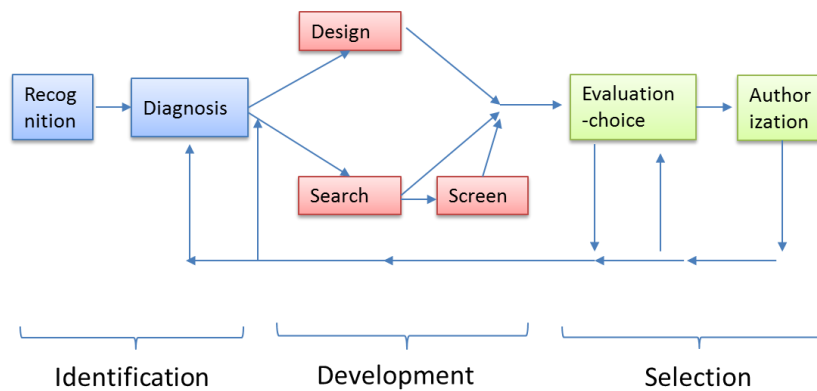 Design
Recog
nition
Diagnosis
Evaluation
-choice
Author
ization
Search
Screen
Identification
Development
Selection